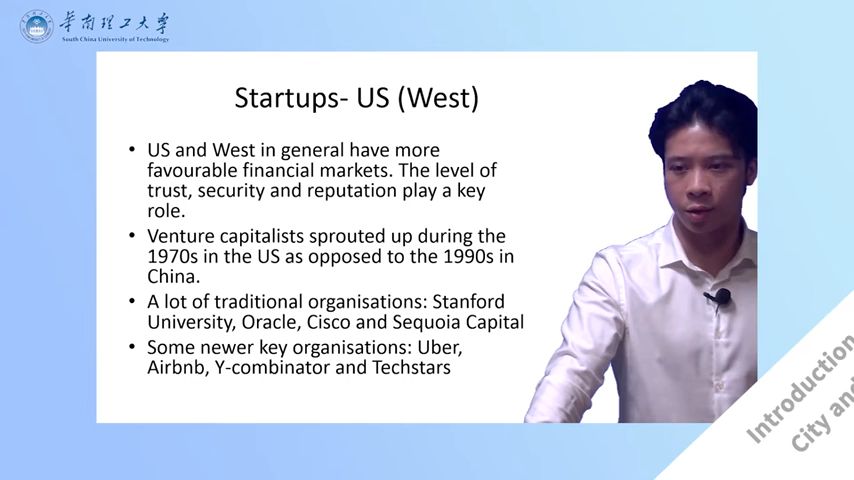 华南理工大学
South China University of Technology
Startups- US (West)
• US and West in general have more
favourable financial markets. The level of
trust, security and reputation play a key
role.
• Venture capitalists sprouted up during the
1970s in the US as opposed to the 1990s in
China.
• A lot of traditional organisations: Stanford
University, Oracle, Cisco and Sequoia Capital
• Some newer key organisations: Uber,
Airbnb, Y-combinator and Techstars
Introduction
City and